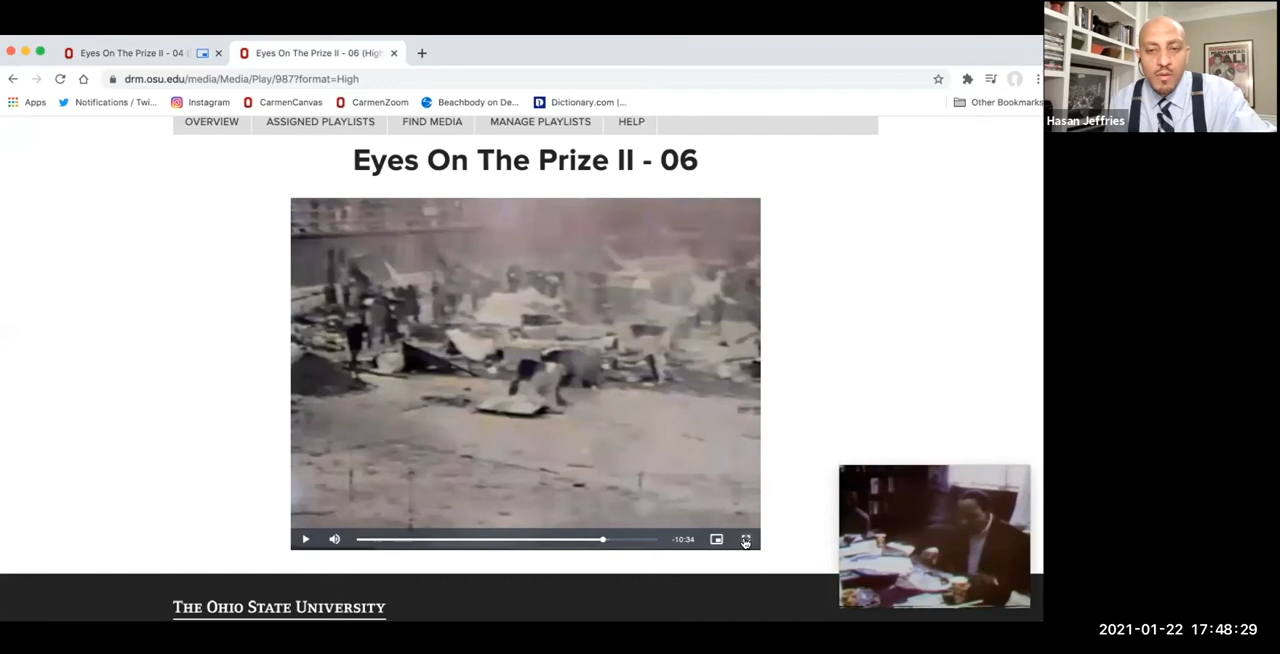 Eyes On The Prize II - 04
Eyes On The Prize II - 06 (High
drm.osu.edu/media/Media/Play/987?format=High
Apps
Notifications / Twi...
Instagram
CarmenCanvas
CarmenZoom
Beachbody on De...
Dictionary.com |...
Other Bookmarks
Hasan Jeffries
MUHAMMAD
ALI
OVERVIEW
ASSIGNED PLAYLISTS
FIND MEDIA
MANAGE PLAYLISTS
HELP
Eyes On The Prize II - 06
-10:34
THE OHIO STATE UNIVERSITY
2021-01-22 17:48:29